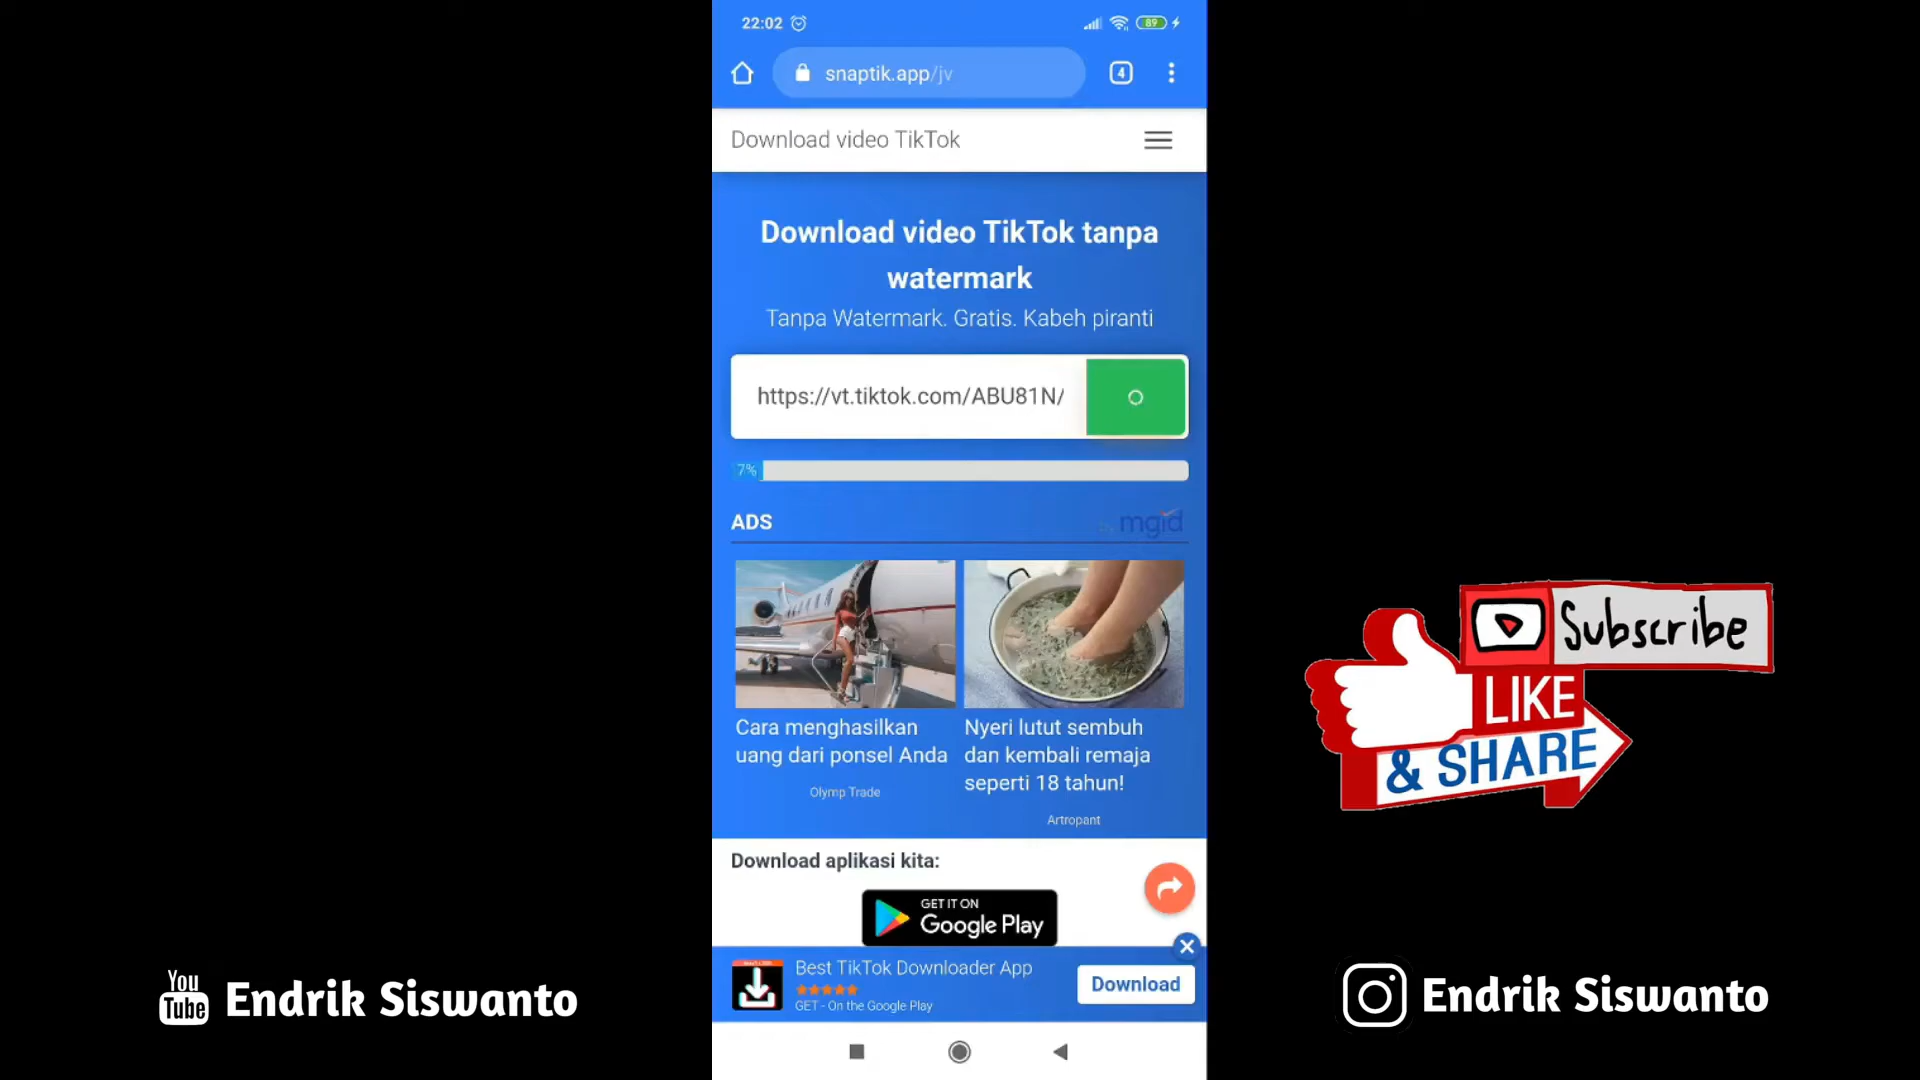 22:02
89
snaptik.app/jv
4
Download video TikTok
Download video TikTok tanpa
watermark
Tanpa Watermark. Gratis. Kabeh piranti
https://vt.tiktok.com/ABU81N/
7%
ADS
mgid
Cara menghasilkan
uang dari ponsel Anda
Olymp Trade
Nyeri lutut sembuh
dan kembali remaja
seperti 18 tahun!
Artropant
Download aplikasi kita:
GET IT ON
Google Play
Best TikTok Downloader App
GET - On the Google Play
Download
Subscribe
LIKE
& SHARE
You
Tube
Endrik Siswanto
Endrik Siswanto